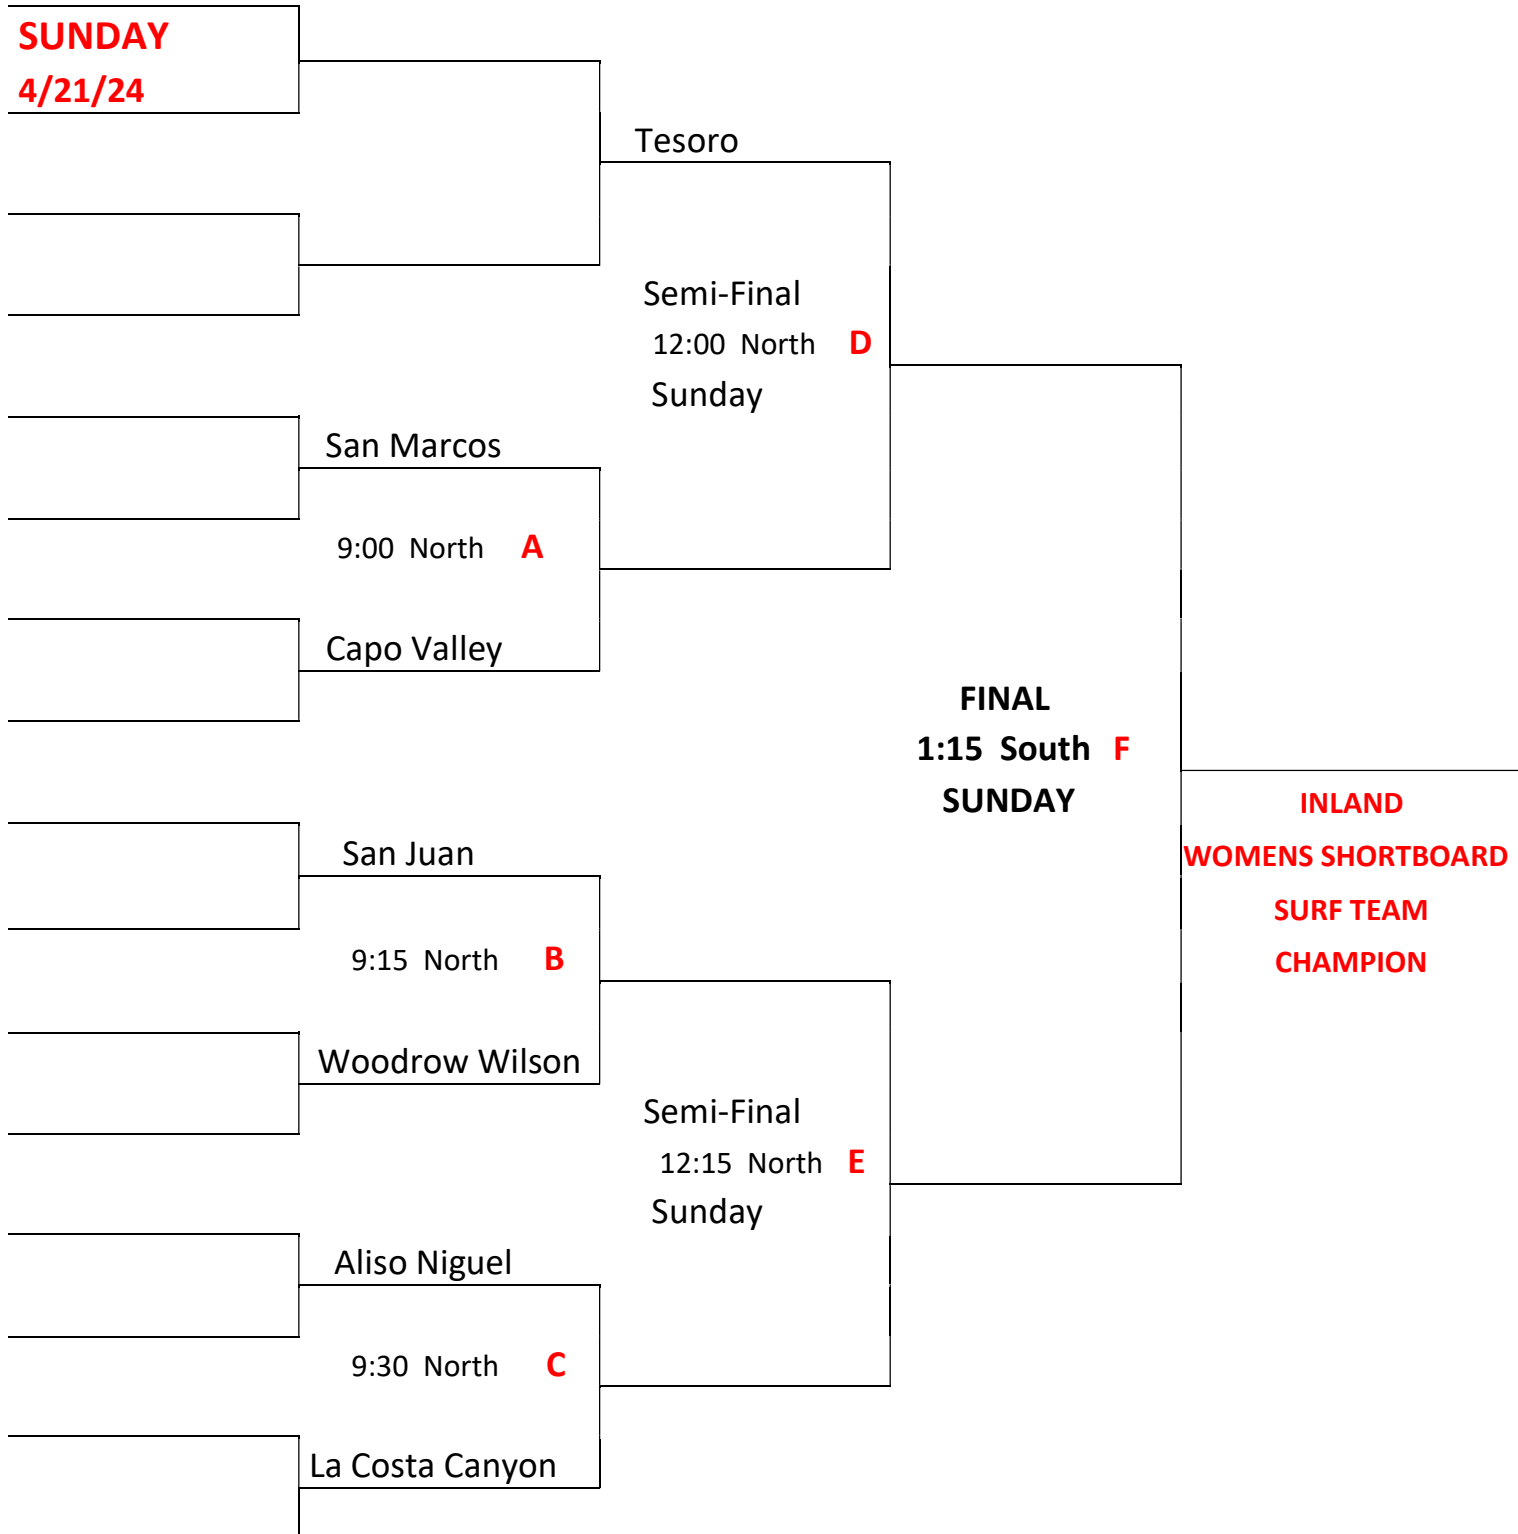 SUNDAY
4/21/24
Tesoro
Semi-Final
12:00 North D
Sunday
San Marcos
9:00 North A
Capo Valley
FINAL
1:15 South F
SUNDAY
INLAND
WOMENS SHORTBOARD
SURF TEAM
CHAMPION
San Juan
9:15 North B
Woodrow Wilson
Semi-Final
12:15 North E
Sunday
Aliso Niguel
9:30 North C
La Costa Canyon